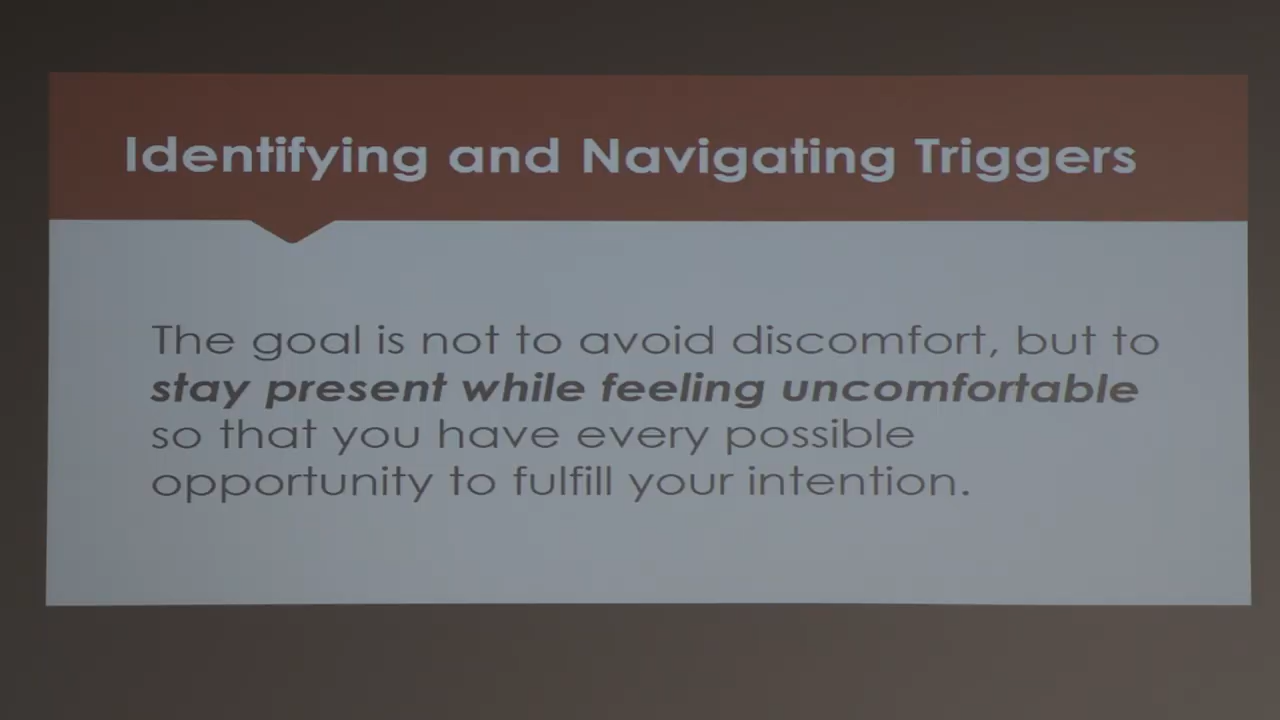 Identifying and Navigating Triggers
The goal is not to avoid discomfort, but to
stay present while feeling uncomfortable
so that you have every possible
opportunity to fulfill your intention.